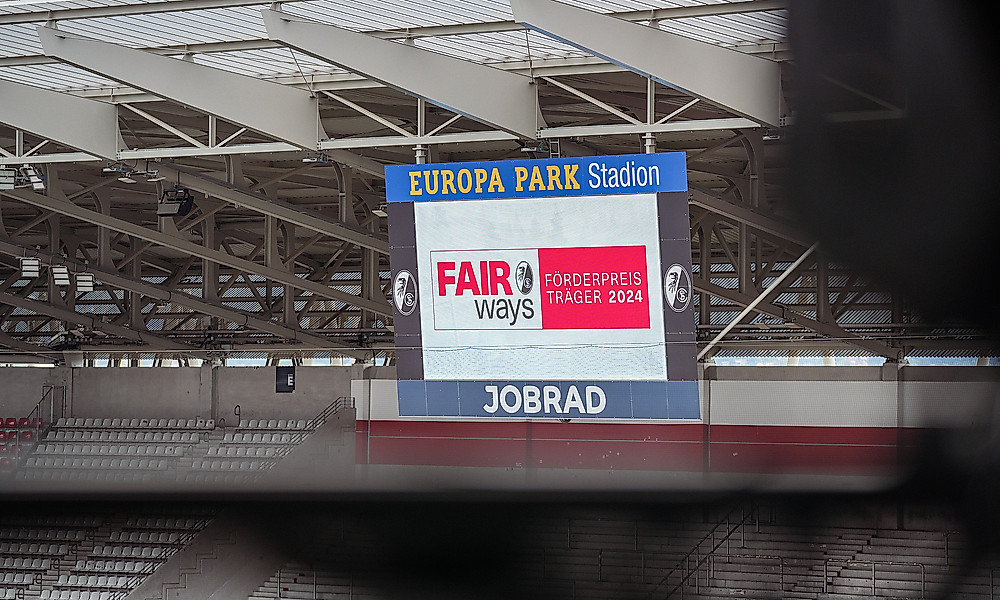 EUROPA PARK Stadion
FAIR
ways
FÖRDERPREIS
TRÄGER 2024
JOBRAD
E